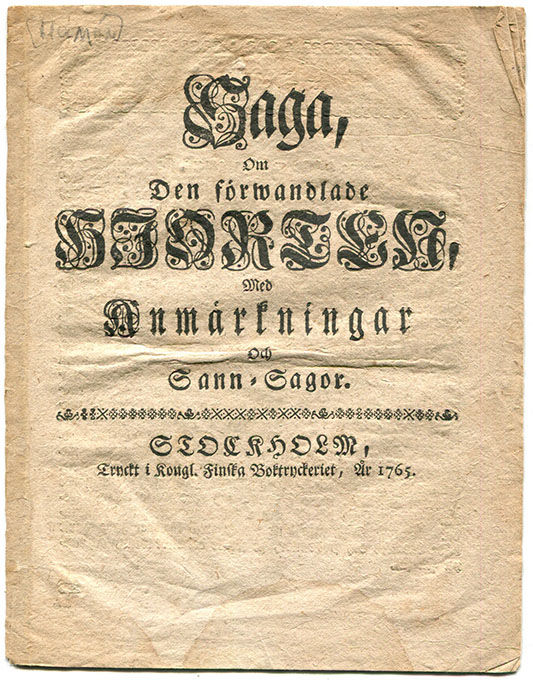 Saga,
Om
Den förwandlade
HJORTEN,
Med
Anmärkningar
Och
Sann-Sagor.
STOCKHOLM,
Tryckt i Kongl. Finska Boktryckeriet, År 1765.